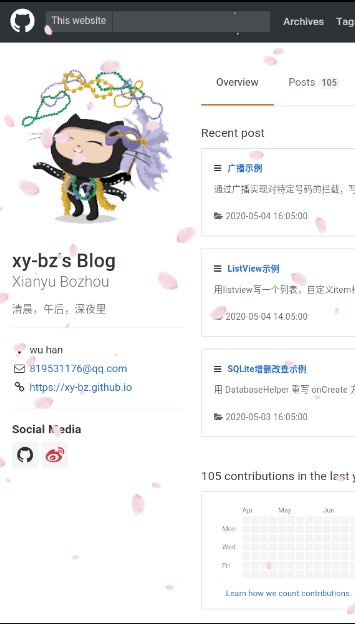 This website
Archives
Tags
Overview
Posts 105
xy-bz's Blog
Xianyu Bozhou
清晨，午后，深夜里
wu han
819531176@qq.com
https://xy-bz.github.io
Social Media
Recent post
广播示例
通过广播实现对特定号码的拦截，写
2020-05-04 16:05:00
ListView示例
用listview写一个列表，自定义item
2020-05-04 14:05:00
SQLite增删改查示例
用 DatabaseHelper 重写 onCreate 方
2020-05-03 16:05:00
105 contributions in the last y
Apr May Jun
Mon
Wed
Fri
Learn how we count contributions.